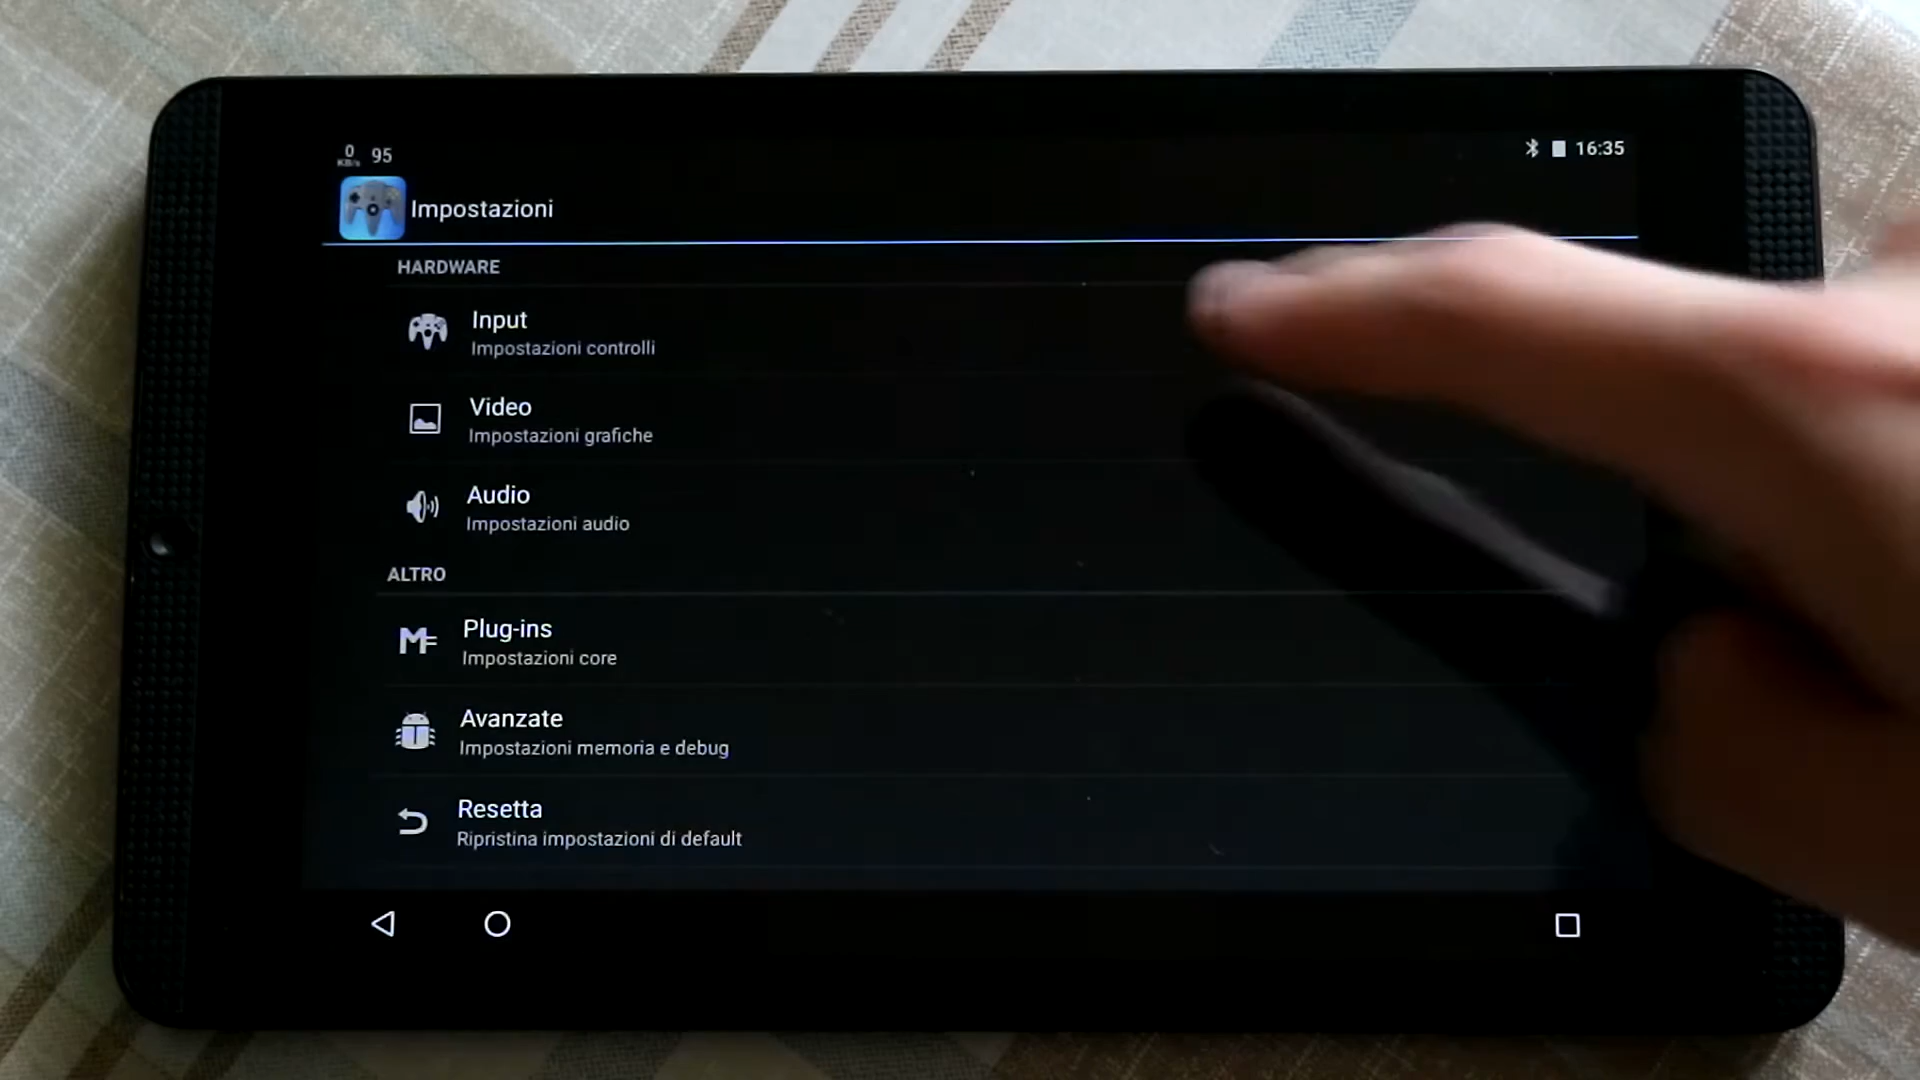 0 95
KB/s
16:35
Impostazioni
HARDWARE
Input
Impostazioni controlli
Video
Impostazioni grafiche
Audio
Impostazioni audio
ALTRO
Plug-ins
Impostazioni core
Avanzate
Impostazioni memoria e debug
Resetta
Ripristina impostazioni di default